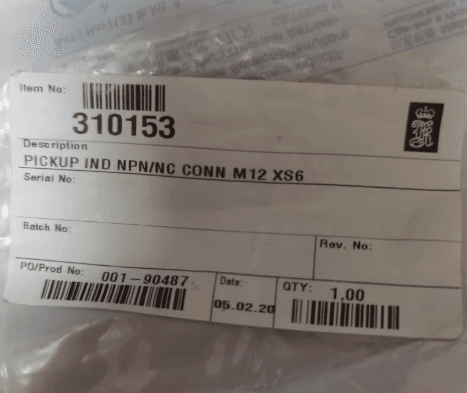 Item No:
310153
Description
PICKUP IND NPN/NC CONN M12 XS6
Serial No:
Batch No:
Rev. No:
PO/Prod No: 001-90487
Date:
05.02.20
QTY: 1,00